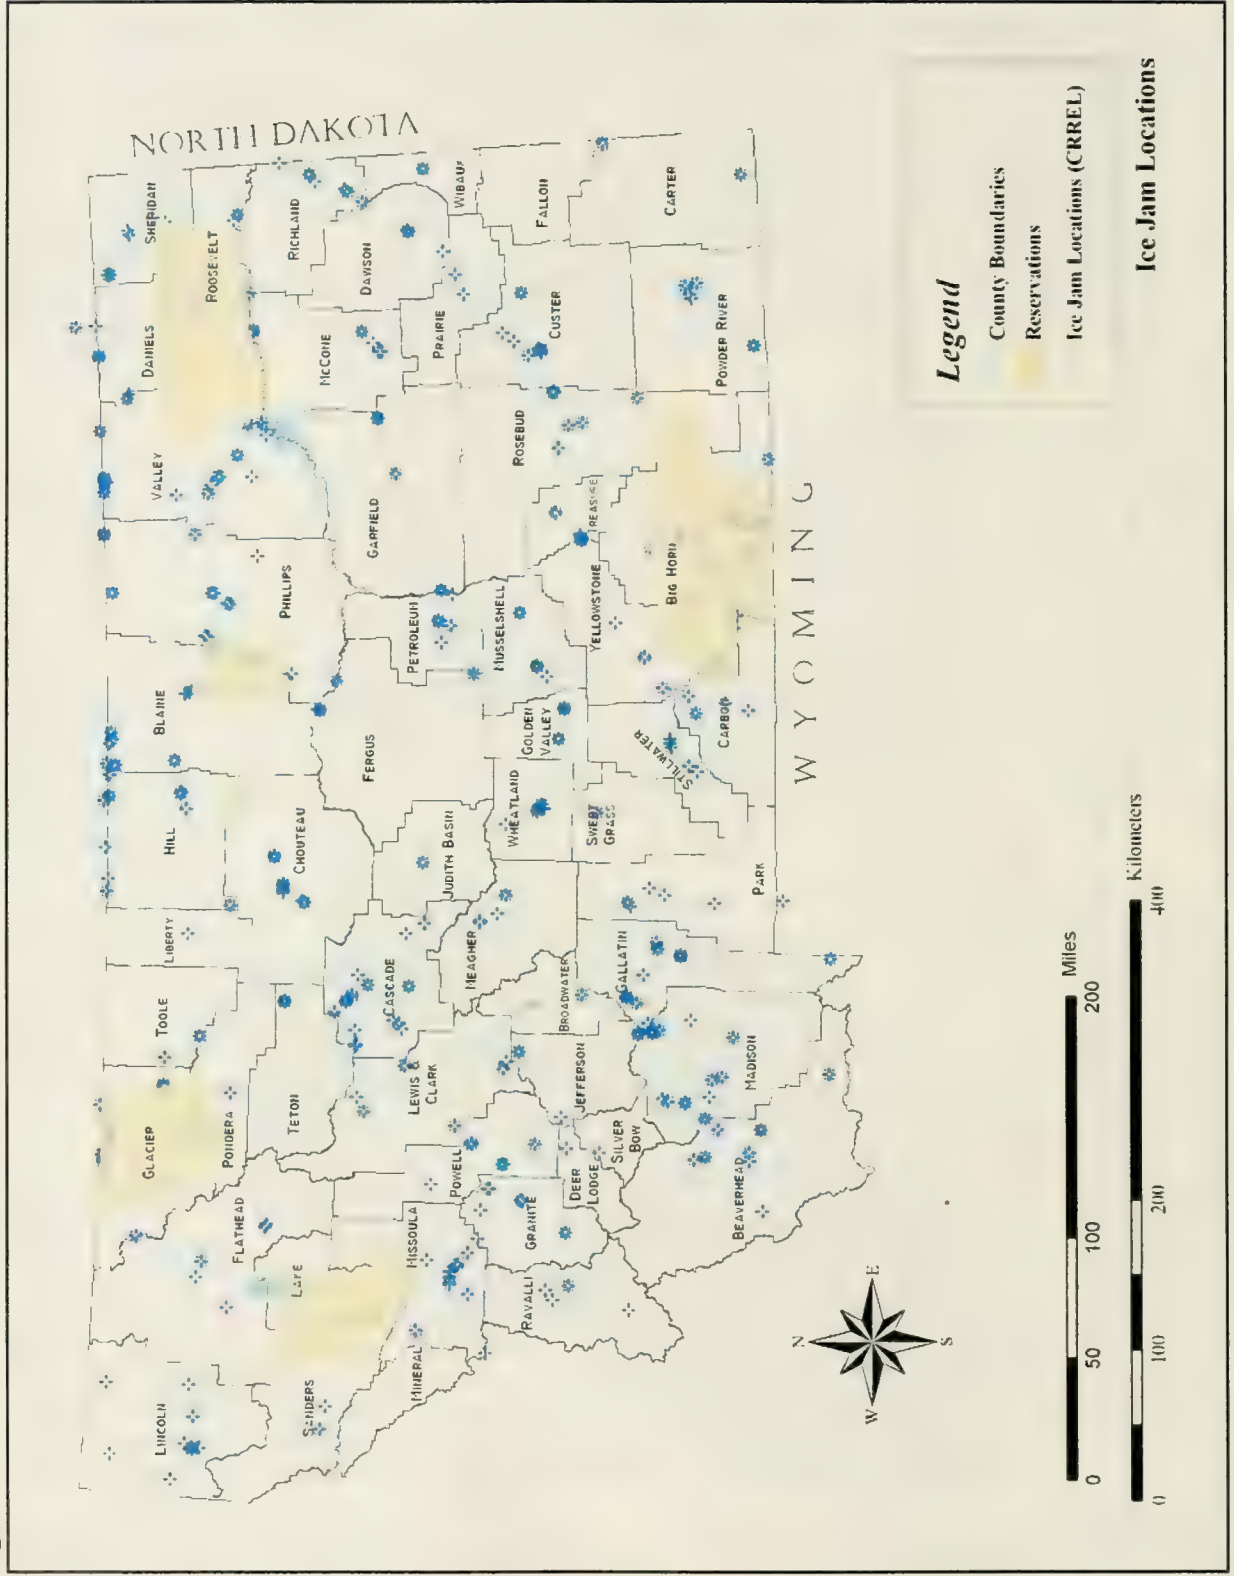 NORTH DAKOTA
SHERIDAN
DANIELS
ROOSEVELT
VALLEY
RICHLAND
PHILLIPS
BLAINE
HILL
LIBERTY
TOOLE
GLACIER
PONDERA
FLATHEAD
LINCOLN
CHOUTEAU
TETON
LAKE
SANDERS
MCCONE
DAWSON
GARFIELD
PETROLEUM
FERGUS
JUDITH BASIN
CASCADE
LEWIS &
CLARK
POWELL
MISSOULA
MINERAL
WIBAUX
PRAIRIE
FALLON
CUSTER
ROSEBUD
TREASURE
MUSSELSHELL
GOLDEN
VALLEY
WHEATLAND
MEAGHER
BROADWATER
JEFFERSON
GRANITE
RAVALLI
DEER
LODGE
SILVER
BOW
CARTER
POWDER RIVER
BIG HORN
YELLOWSTONE
STILLWATER
CARBON
SWEET
GRASS
PARK
GALLATIN
MADISON
BEAVERHEAD
WYOMING
N
W
E
S
0
50
100
200
Miles
0
100
200
400
Kilometers
Legend
County Boundaries
Reservations
Ice Jam Locations (CRREL)
Ice Jam Locations